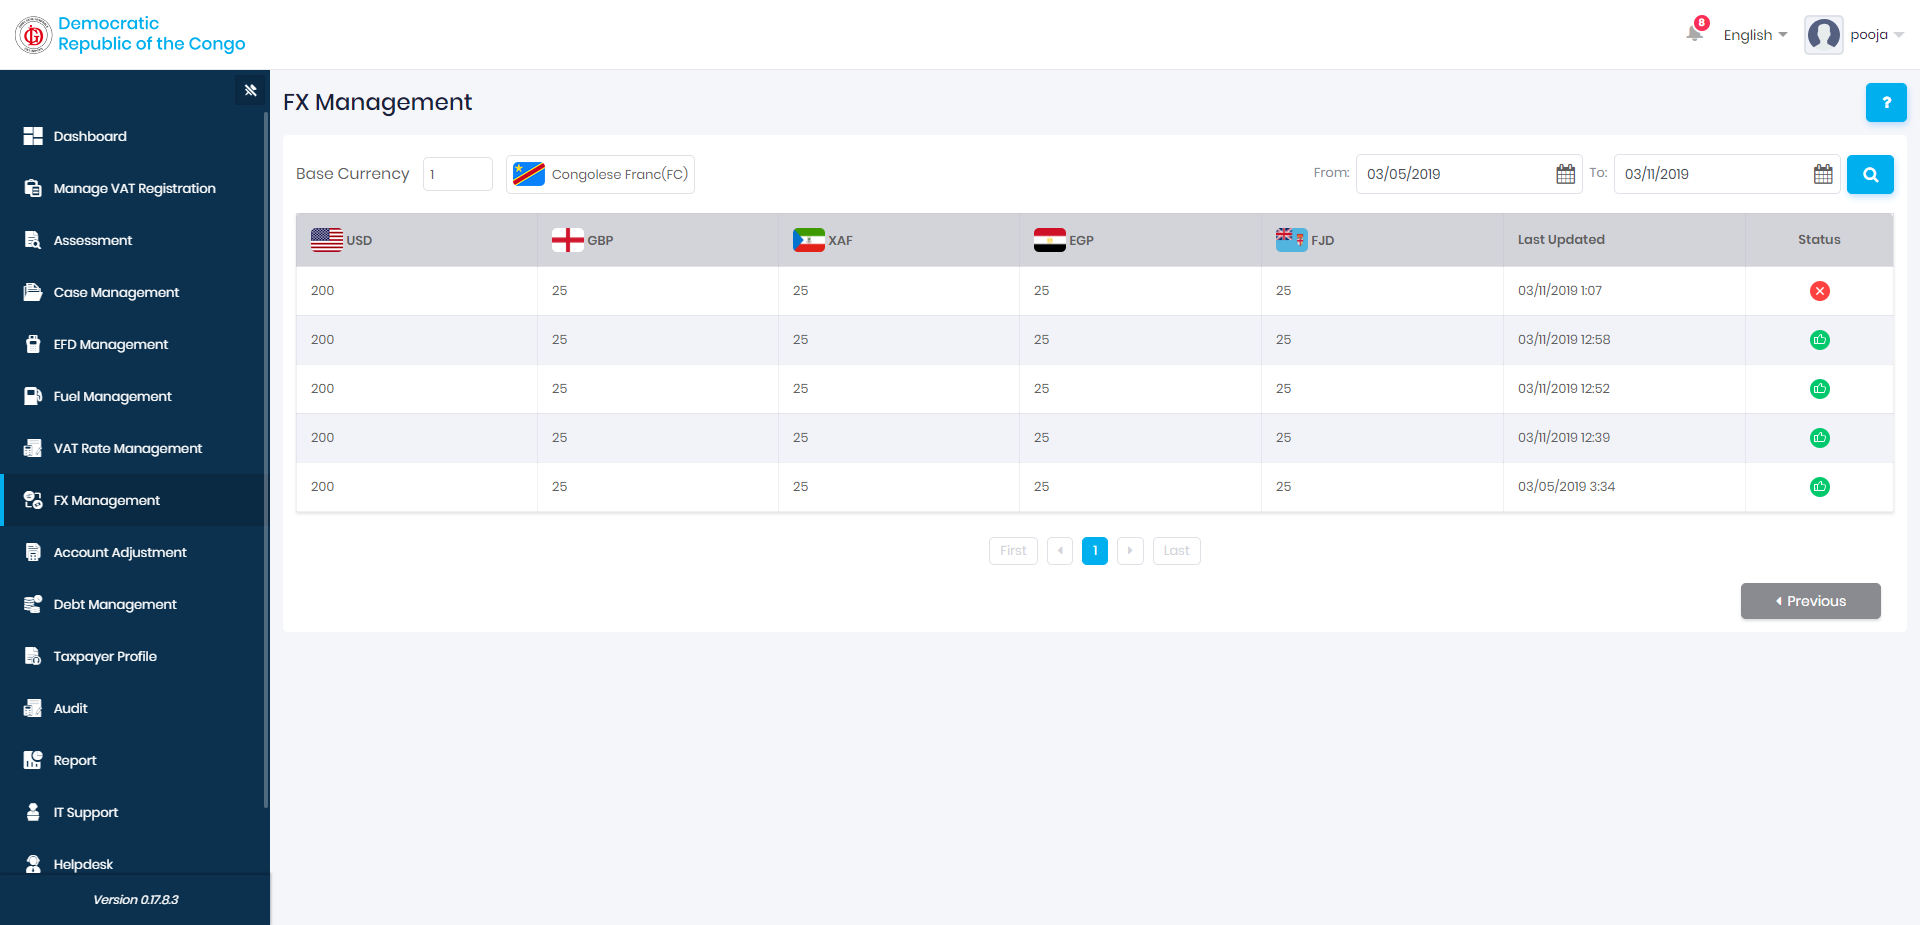 Democratic
Republic of the Congo
8
English
pooja
Dashboard
Manage VAT Registration
Assessment
Case Management
EFD Management
Fuel Management
VAT Rate Management
FX Management
Account Adjustment
Debt Management
Taxpayer Profile
Audit
Report
IT Support
Helpdesk
Version 0.17.8.3
FX Management
?
Base Currency 1 Congolese Franc(FC) From: 03/05/2019 To: 03/11/2019
USD GBP XAF EGP FJD Last Updated Status
200 25 25 25 25 03/11/2019 1:07
200 25 25 25 25 03/11/2019 12:58
200 25 25 25 25 03/11/2019 12:52
200 25 25 25 25 03/11/2019 12:39
200 25 25 25 25 03/05/2019 3:34
First 1 Last
Previous